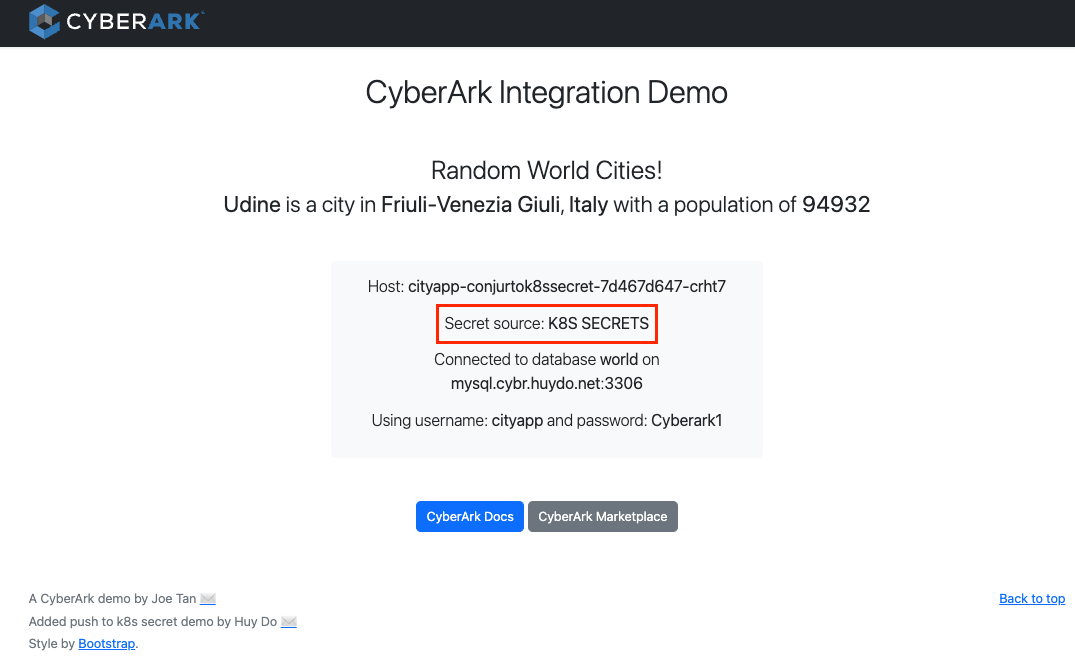 CYBERARK
CyberArk Integration Demo
Random World Cities!
Udine is a city in Friuli-Venezia Giuli, Italy with a population of 94932
Host: cityapp-conjurtok8ssecret-7d467d647-crht7
Secret source: K8S SECRETS
Connected to database world on
mysql.cybr.huydo.net:3306
Using username: cityapp and password: Cyberark1
CyberArk Docs CyberArk Marketplace
A CyberArk demo by Joe Tan Back to top
Added push to k8s secret demo by Huy Do
Style by Bootstrap.